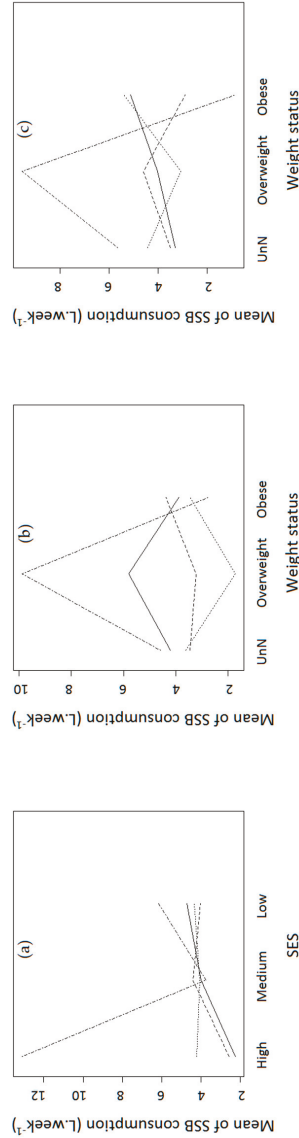 (a)
Mean of SSB consumption (L.week⁻¹)
12
10
8
6
4
2
High Medium Low
SES
(b)
Mean of SSB consumption (L.week⁻¹)
10
8
6
4
2
UnN Overweight Obese
Weight status
(c)
Mean of SSB consumption (L.week⁻¹)
8
6
4
2
UnN Overweight Obese
Weight status